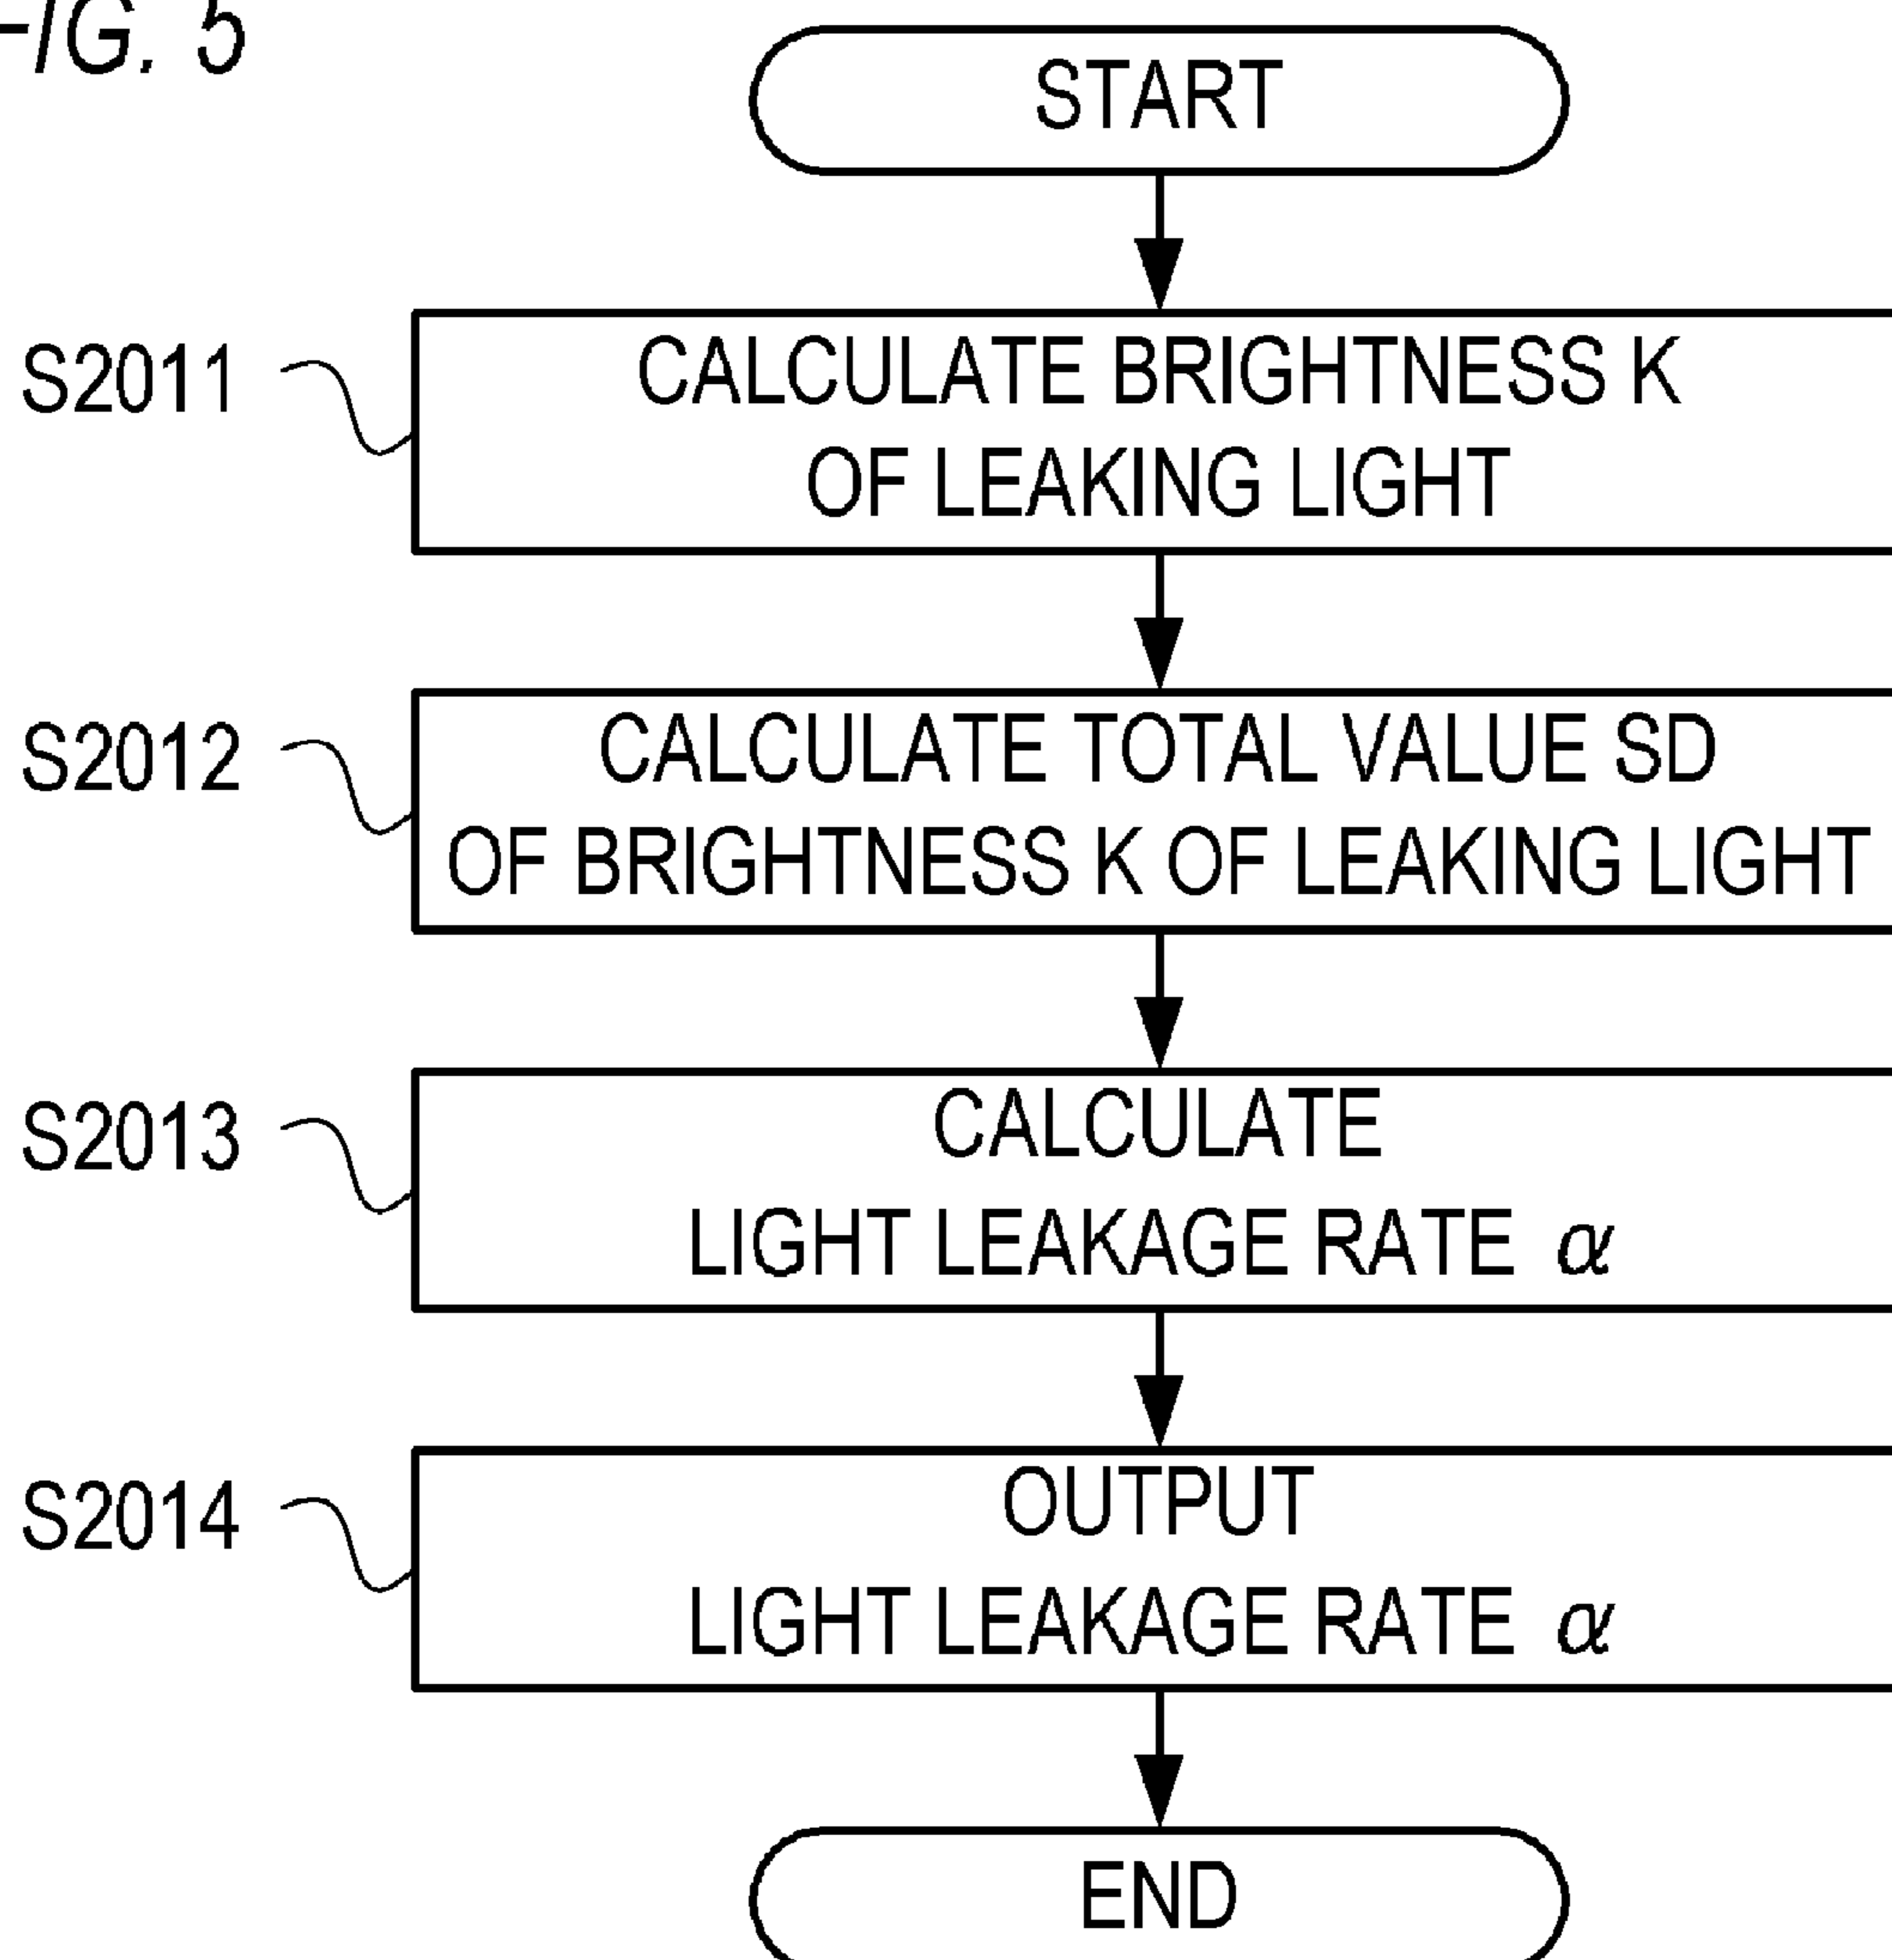 FIG. 5
START
S2011
CALCULATE BRIGHTNESS K
OF LEAKING LIGHT
S2012
CALCULATE TOTAL VALUE SD
OF BRIGHTNESS K OF LEAKING LIGHT
S2013
CALCULATE
LIGHT LEAKAGE RATE α
S2014
OUTPUT
LIGHT LEAKAGE RATE α
END